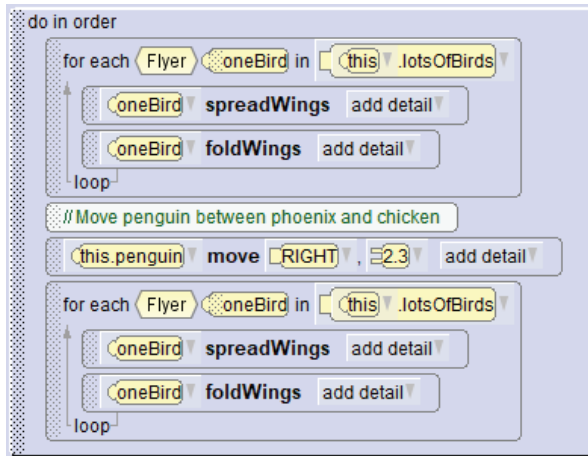 do in order
for each Flyer oneBird in this .lotsOfBirds
oneBird spreadWings add detail
oneBird foldWings add detail
loop
// Move penguin between phoenix and chicken
this.penguin move RIGHT , 2.3 add detail
for each Flyer oneBird in this .lotsOfBirds
oneBird spreadWings add detail
oneBird foldWings add detail
loop